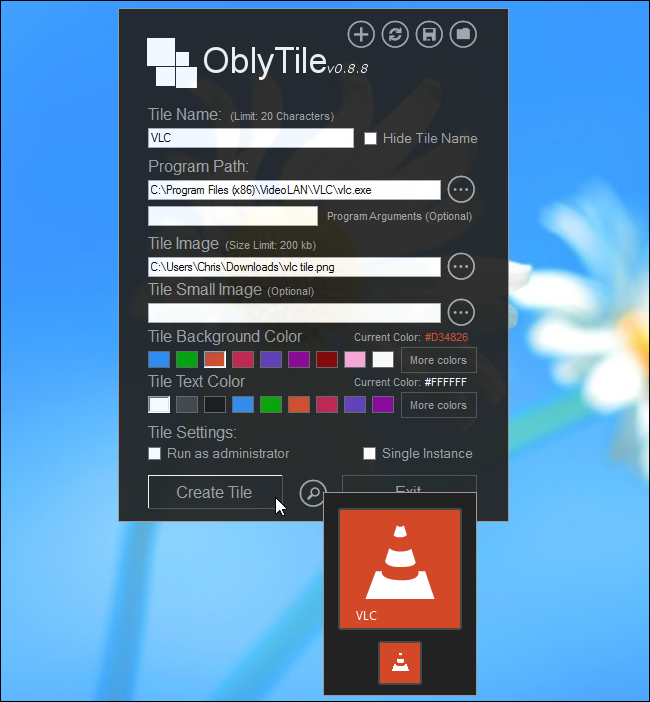 OblyTile v0.8.8
Tile Name: (Limit: 20 Characters)
VLC
Hide Tile Name
Program Path:
C:\Program Files (x86)\VideoLAN\VLC\vlc.exe
Program Arguments (Optional)
Tile Image (Size Limit: 200 kb)
C:\Users\Chris\Downloads\vlc tile.png
Tile Small Image (Optional)
Tile Background Color
Current Color: #D34826
More colors
Tile Text Color
Current Color: #FFFFFF
More colors
Tile Settings:
Run as administrator
Single Instance
Create Tile
Exit
VLC